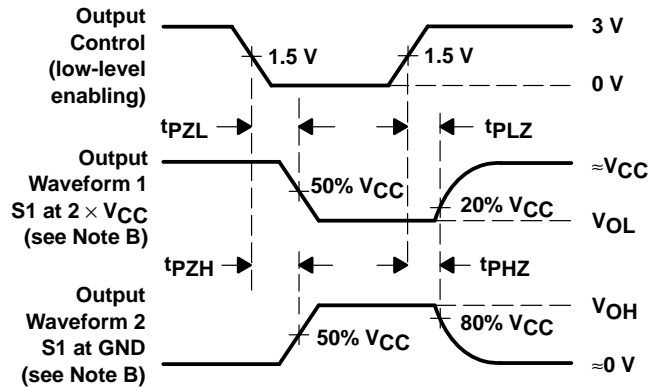 Output
Control
(low-level
enabling)
1.5 V
1.5 V
3 V
0 V
tPZL
tPLZ
Output
Waveform 1
S1 at 2 × VCC
(see Note B)
50% VCC
20% VCC
≈VCC
VOL
tPZH
tPHZ
Output
Waveform 2
S1 at GND
(see Note B)
50% VCC
80% VCC
VOH
≈0 V